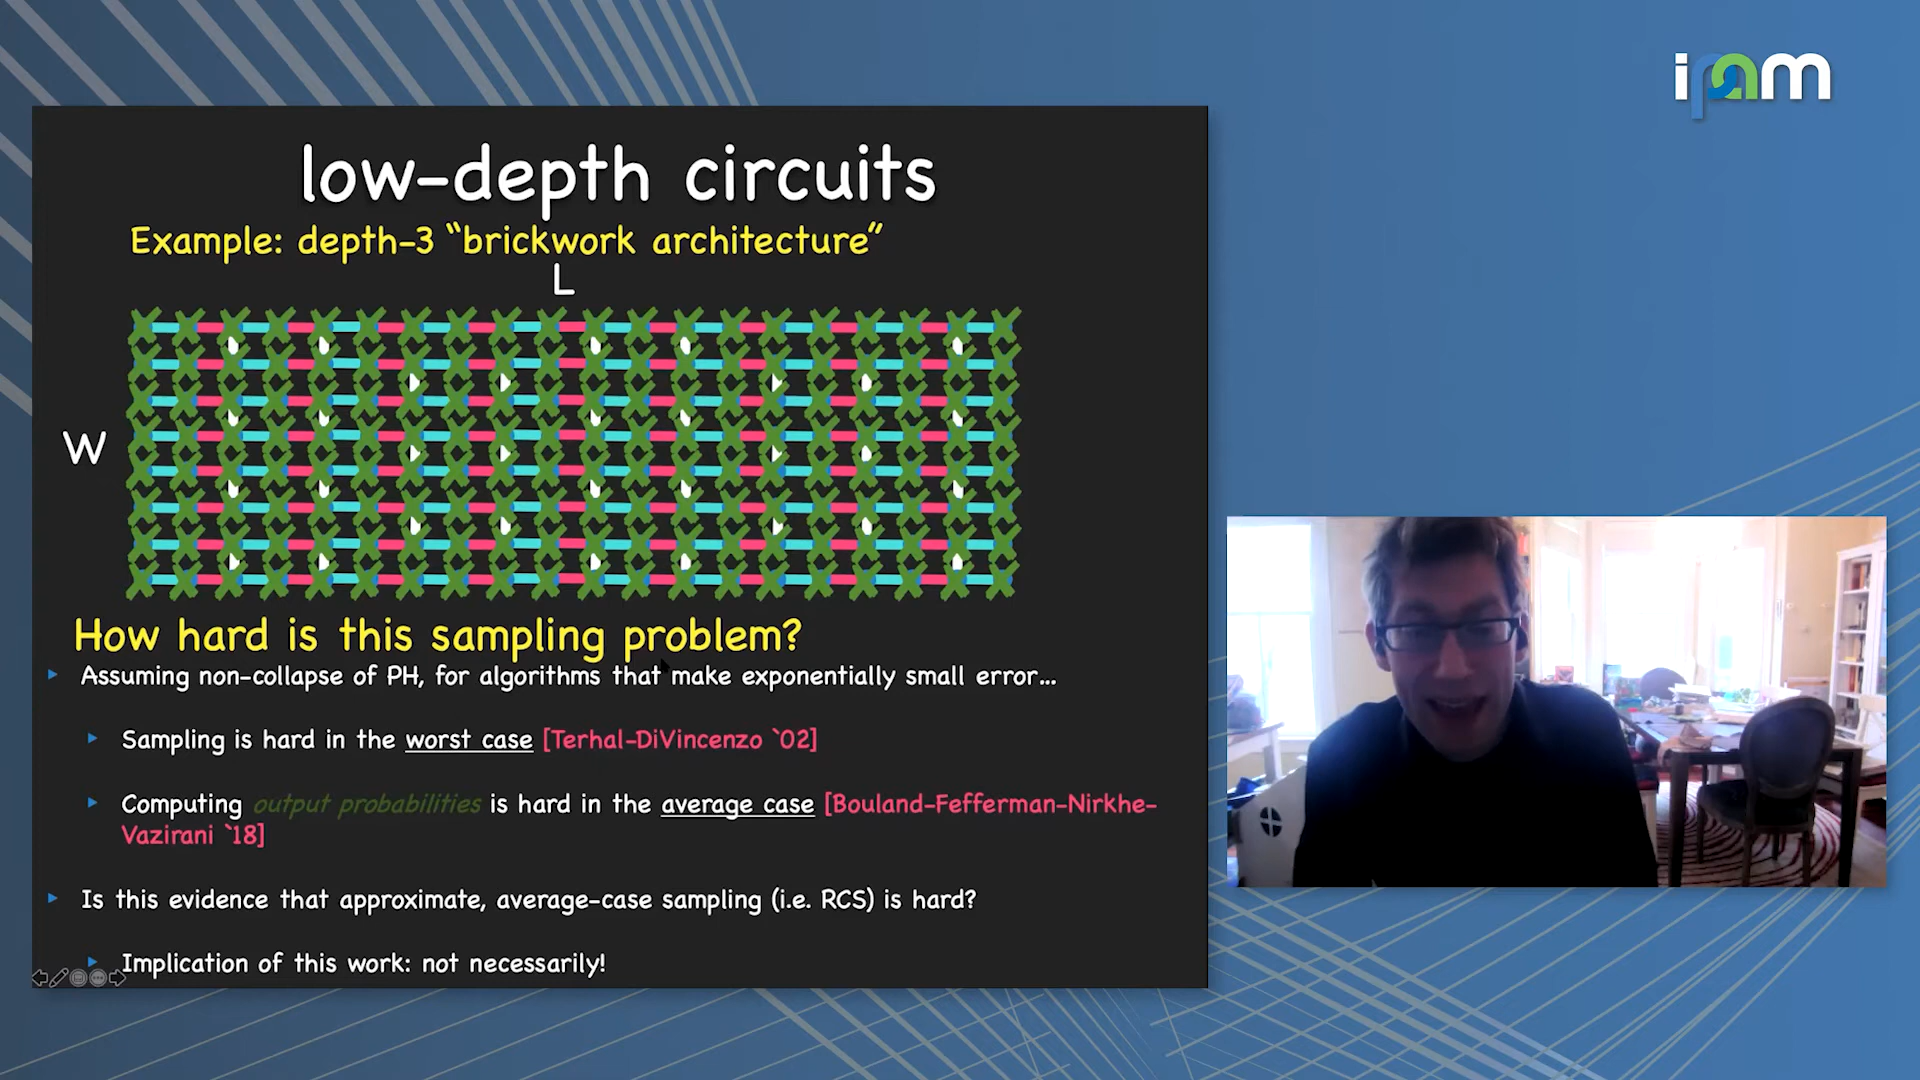 ipam
low-depth circuits
Example: depth-3 “brickwork architecture”
L
W
How hard is this sampling problem?
Assuming non-collapse of PH, for algorithms that make exponentially small error...
Sampling is hard in the worst case [Terhal-DiVincenzo `02]
Computing output probabilities is hard in the average case [Bouland-Fefferman-Nirkhe-
Vazirani `18]
Is this evidence that approximate, average-case sampling (i.e. RCS) is hard?
Implication of this work: not necessarily!